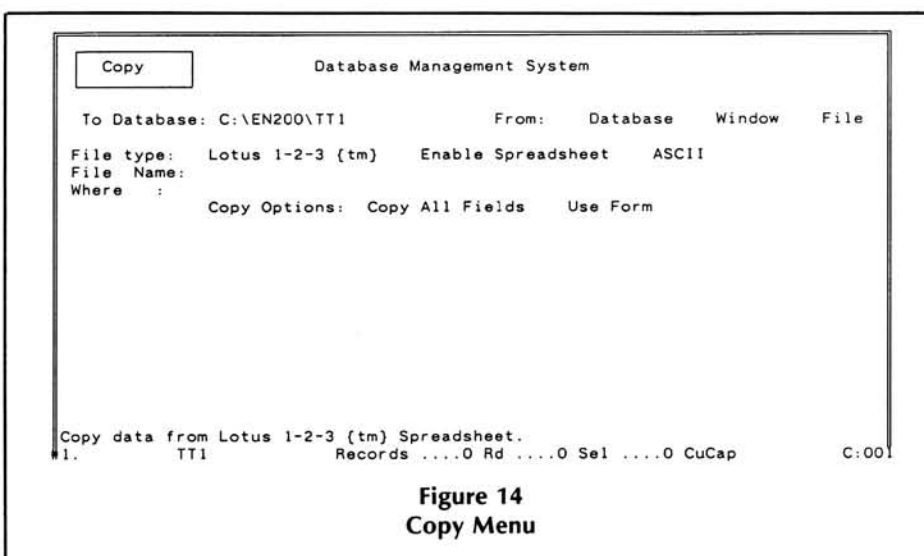 Copy Database Management System
To Database: C:\EN200\TT1 From: Database Window File
File type: Lotus 1-2-3 {tm} Enable Spreadsheet ASCII
File Name:
Where :
Copy Options: Copy All Fields Use Form
Copy data from Lotus 1-2-3 {tm} Spreadsheet.
1. TT1 Records ....0 Rd ....0 Sel ....0 CuCap C:001
Figure 14
Copy Menu